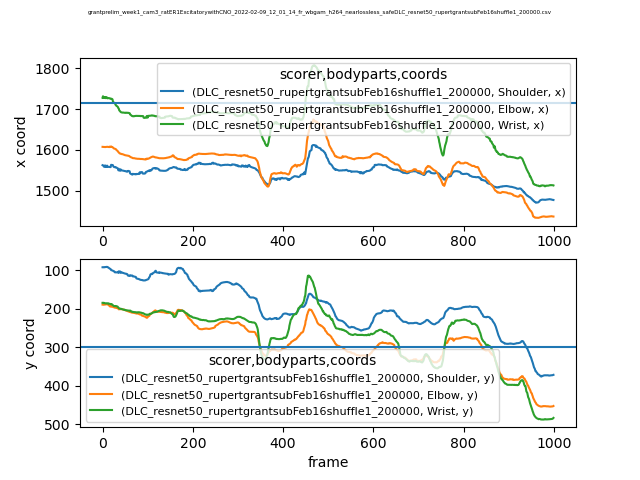 grantprelim_week1_cam3_ratER1ExcitatorywithCNO_2022-02-09_12_01_14_fr_wbgam_h264_nearlossless_safeDLC_resnet50_rupertgrantsubFeb16shuffle1_200000.csv
scorer,bodyparts,coords
(DLC_resnet50_rupertgrantsubFeb16shuffle1_200000, Shoulder, x)
(DLC_resnet50_rupertgrantsubFeb16shuffle1_200000, Elbow, x)
(DLC_resnet50_rupertgrantsubFeb16shuffle1_200000, Wrist, x)
x coord
1800
1700
1600
1500
0 200 400 600 800 1000
y coord
100
200
300
400
500
scorer,bodyparts,coords
(DLC_resnet50_rupertgrantsubFeb16shuffle1_200000, Shoulder, y)
(DLC_resnet50_rupertgrantsubFeb16shuffle1_200000, Elbow, y)
(DLC_resnet50_rupertgrantsubFeb16shuffle1_200000, Wrist, y)
0 200 400 600 800 1000
frame